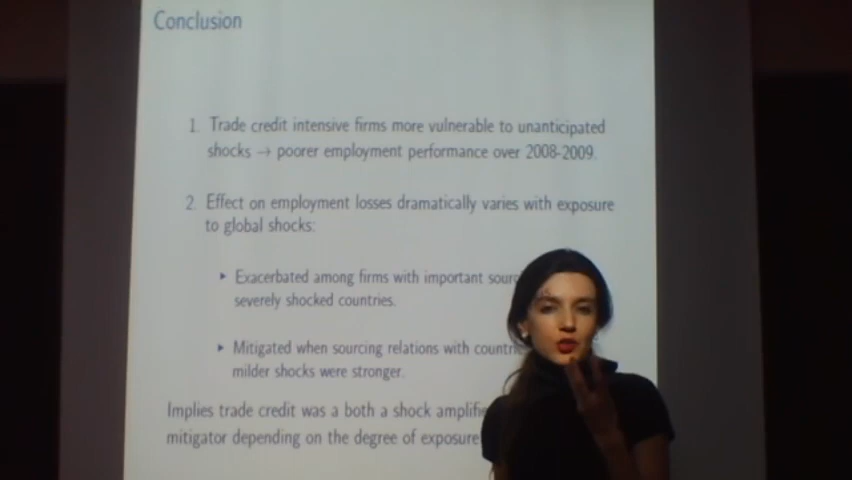 Conclusion
1. Trade credit intensive firms more vulnerable to unanticipated
shocks → poorer employment performance over 2008-2009.
2. Effect on employment losses dramatically varies with exposure
to global shocks:
▸ Exacerbated among firms with important
severely shocked countries.
▸ Mitigated when sourcing relations with
milder shocks were stronger.
Implies trade credit was a both a shock
mitigator depending on the degree of exposure